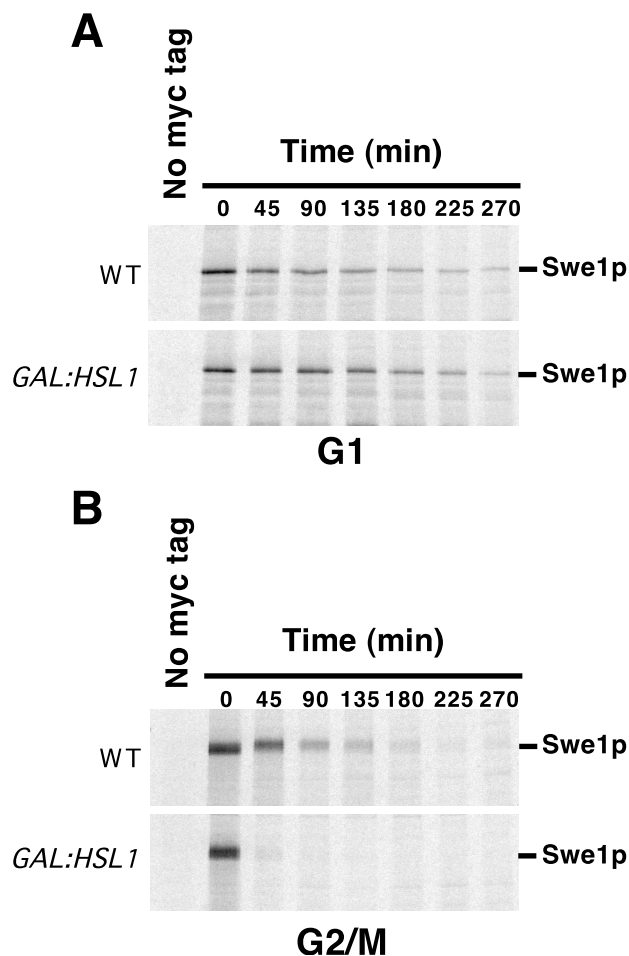 A
No myc tag
Time (min)
0 45 90 135 180 225 270
WT
Swe1p
GAL:HSL1
Swe1p
G1
B
No myc tag
Time (min)
0 45 90 135 180 225 270
WT
Swe1p
GAL:HSL1
Swe1p
G2/M